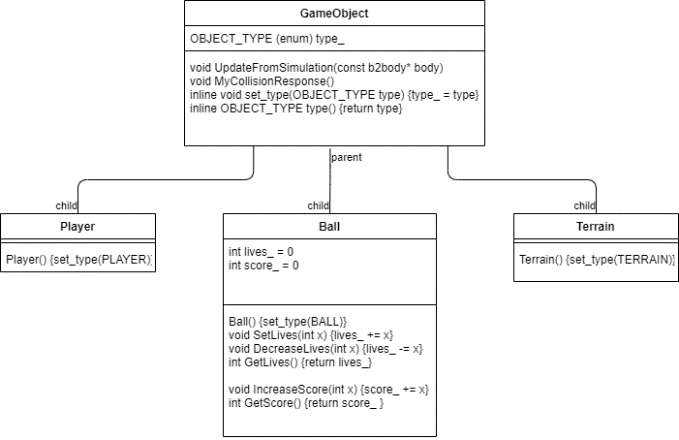 GameObject
OBJECT_TYPE (enum) type_
void UpdateFromSimulation(const b2body* body)
void MyCollisionResponse()
inline void set_type(OBJECT_TYPE type) {type_ = type}
inline OBJECT_TYPE type() {return type}
parent
child
child
child
Player
Player() {set_type(PLAYER)}
Ball
int lives_ = 0
int score_ = 0
Ball() {set_type(BALL)}
void SetLives(int x) {lives_ += x}
void DecreaseLives(int x) {lives_ -= x}
int GetLives() {return lives_}
void IncreaseScore(int x) {score_ += x}
int GetScore() {return score_ }
Terrain
Terrain() {set_type(TERRAIN)}